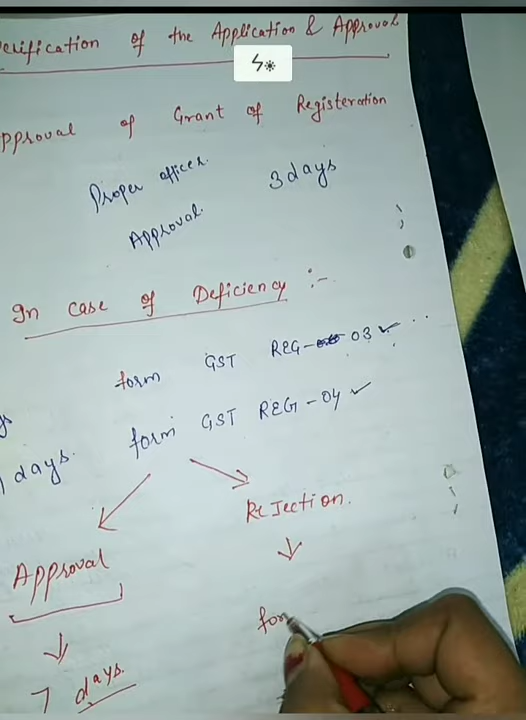 Verification of the Application & Approval
Approval of Grant of Registeration
Proper officer. 3 days
Approval.
In case of Deficiency :-
form GST REG- 03
form GST REG - 04
days.
Approval
ReJection.
7 days.
for